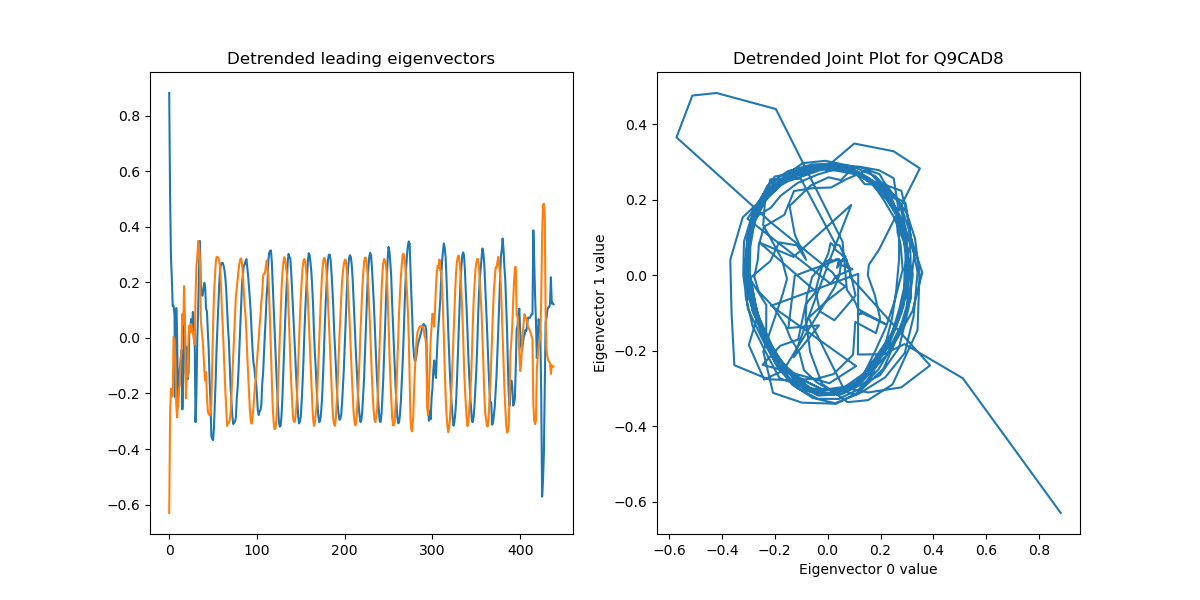 Detrended leading eigenvectors
0.8
0.6
0.4
0.2
0.0
−0.2
−0.4
−0.6
0 100 200 300 400
Detrended Joint Plot for Q9CAD8
Eigenvector 1 value
0.4
0.2
0.0
−0.2
−0.4
−0.6
−0.6 −0.4 −0.2 0.0 0.2 0.4 0.6 0.8
Eigenvector 0 value